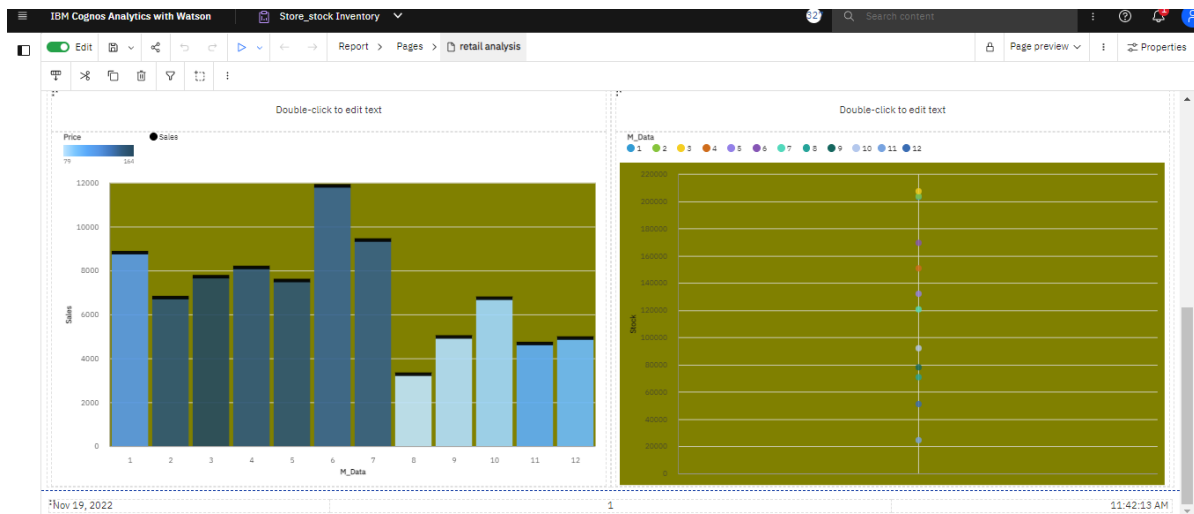 IBM Cognos Analytics with Watson
Store_stock Inventory
Search content
Edit
Report > Pages > retail analysis
Page preview
Properties
Double-click to edit text
Price
Sales
79 164
12000
10000
8000
6000
4000
2000
0
Sales
1 2 3 4 5 6 7 8 9 10 11 12
M_Data
Double-click to edit text
M_Data
1 2 3 4 5 6 7 8 9 10 11 12
220000
200000
180000
160000
140000
120000
100000
80000
60000
40000
20000
0
Stock
Nov 19, 2022 1 11:42:13 AM